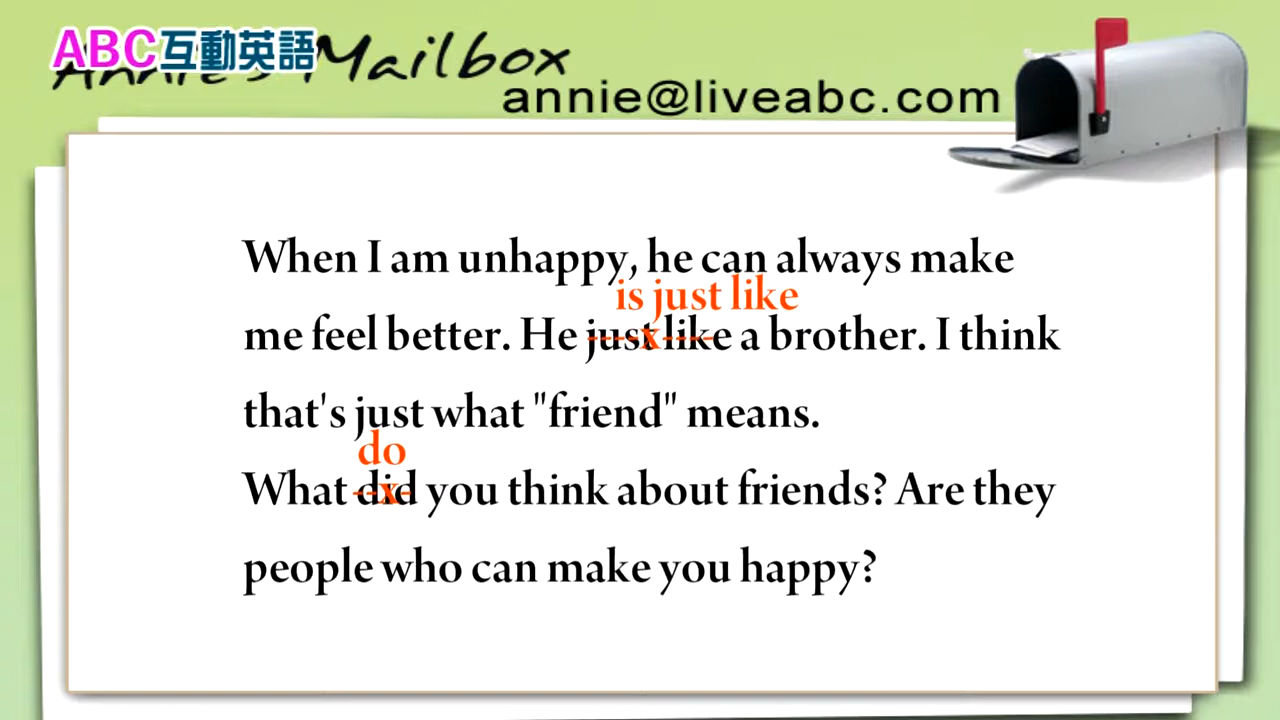 ABC互動英語
Annie's Mailbox
annie@liveabc.com
When I am unhappy, he can always make
is just like
me feel better. He just like a brother. I think
x
that's just what "friend" means.
do
What did you think about friends? Are they
x
people who can make you happy?